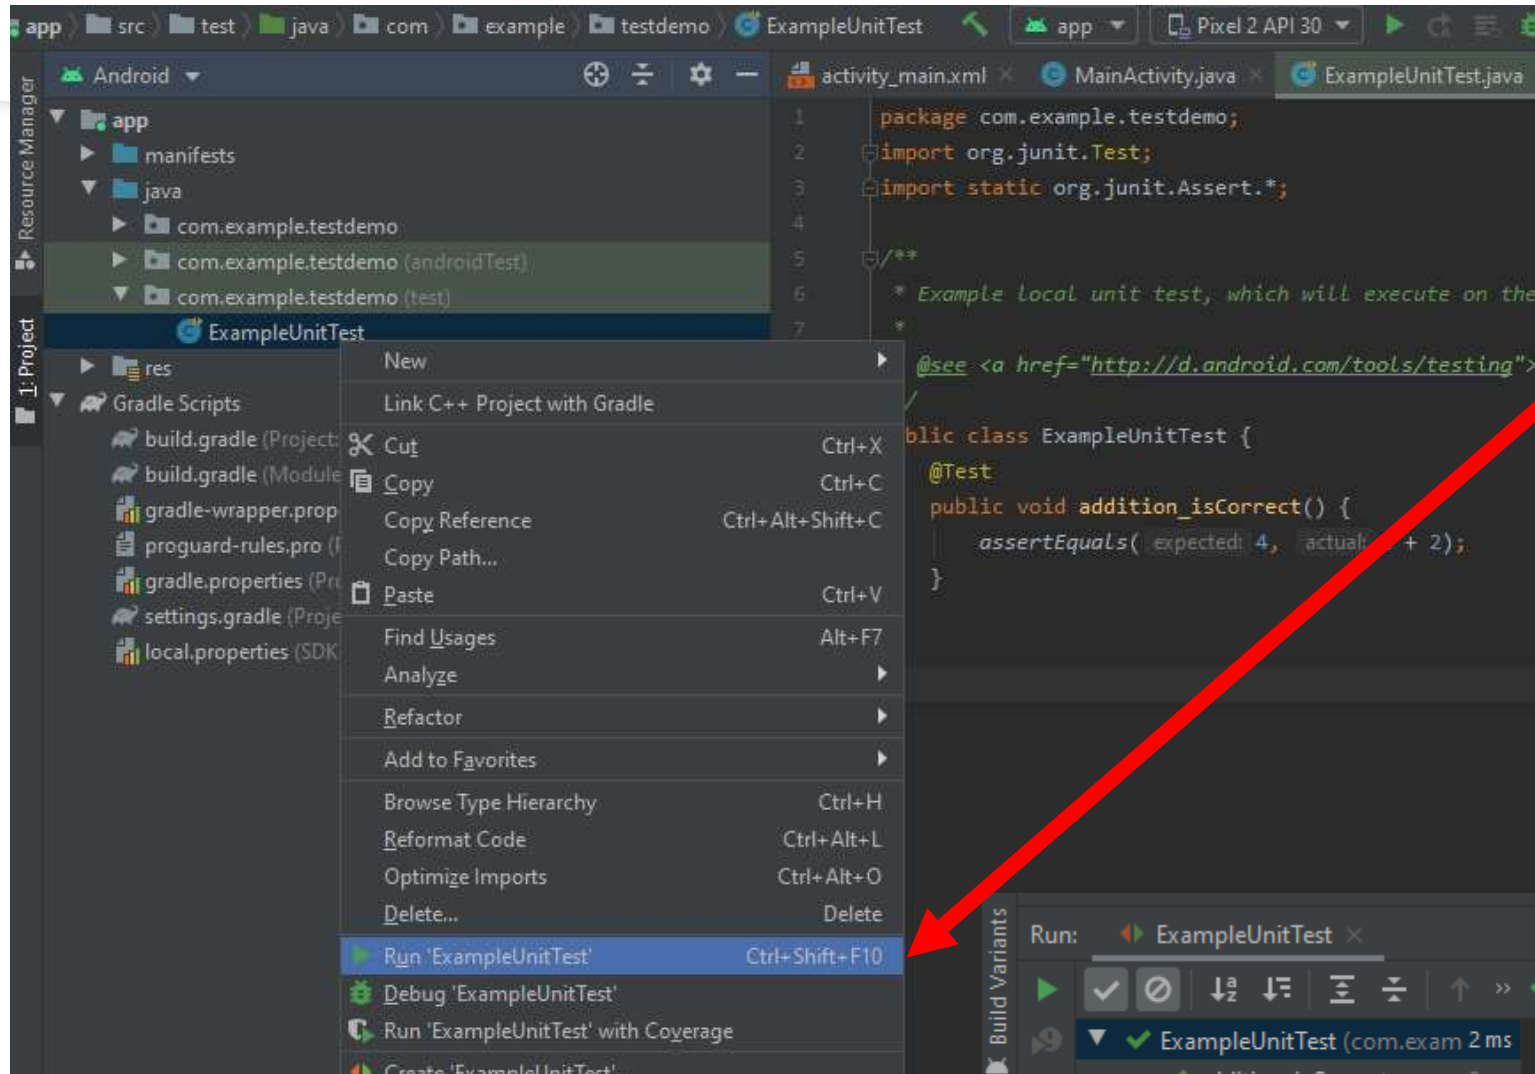 app src test java com example testdemo ExampleUnitTest app Pixel 2 API 30
Resource Manager
1: Project
Android
app
manifests
java
com.example.testdemo
com.example.testdemo (androidTest)
com.example.testdemo (test)
ExampleUnitTest
res
Gradle Scripts
build.gradle (Project:
build.gradle (Module
gradle-wrapper.prop
proguard-rules.pro
gradle.properties (Pro
settings.gradle (Proje
local.properties (SDK
New
Link C++ Project with Gradle
Cut Ctrl+X
Copy Ctrl+C
Copy Reference Ctrl+Alt+Shift+C
Copy Path...
Paste Ctrl+V
Find Usages Alt+F7
Analyze
Refactor
Add to Favorites
Browse Type Hierarchy Ctrl+H
Reformat Code Ctrl+Alt+L
Optimize Imports Ctrl+Alt+O
Delete... Delete
Run 'ExampleUnitTest' Ctrl+Shift+F10
Debug 'ExampleUnitTest'
Run 'ExampleUnitTest' with Coverage
Create 'ExampleUnitTest'...
activity_main.xml MainActivity.java ExampleUnitTest.java
1 package com.example.testdemo;
2 import org.junit.Test;
3 import static org.junit.Assert.*;
4
5 /**
6 * Example local unit test, which will execute on the
7 *
@see <a href="http://d.android.com/tools/testing">
/
blic class ExampleUnitTest {
@Test
public void addition_isCorrect() {
assertEquals( expected: 4, actual: + 2);
}
Build Variants
Run: ExampleUnitTest
ExampleUnitTest (com.exam 2 ms